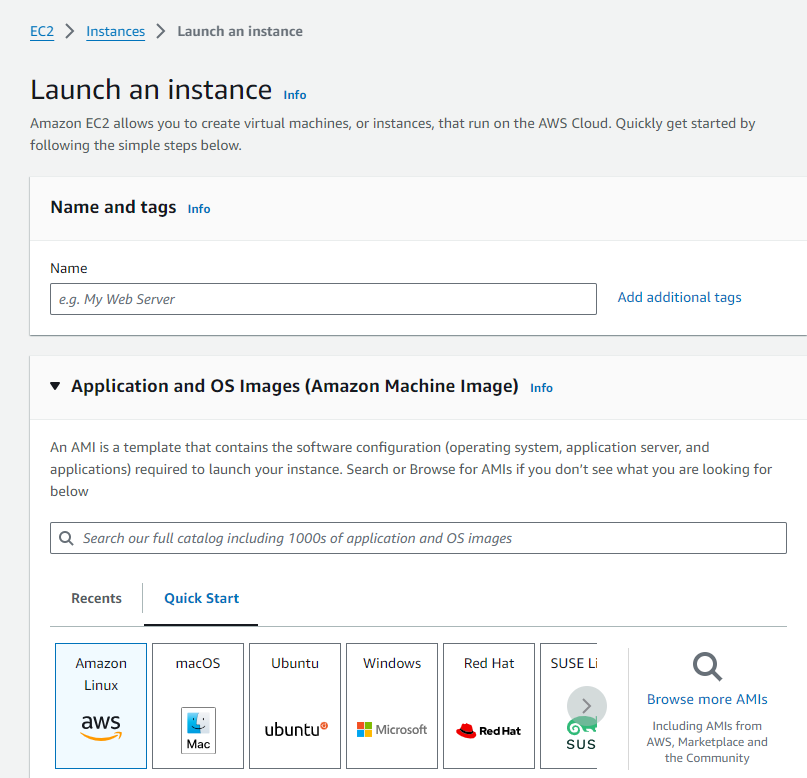 EC2 > Instances > Launch an instance
Launch an instance Info
Amazon EC2 allows you to create virtual machines, or instances, that run on the AWS Cloud. Quickly get started by
following the simple steps below.
Name and tags Info
Name
e.g. My Web Server
Add additional tags
Application and OS Images (Amazon Machine Image) Info
An AMI is a template that contains the software configuration (operating system, application server, and
applications) required to launch your instance. Search or Browse for AMIs if you don’t see what you are looking for
below
Search our full catalog including 1000s of application and OS images
Recents
Quick Start
Amazon
Linux
aws
macOS
Mac
Ubuntu
ubuntu
Windows
Microsoft
Red Hat
Red Hat
SUSE Li
SUS
Browse more AMIs
Including AMIs from
AWS, Marketplace and
the Community